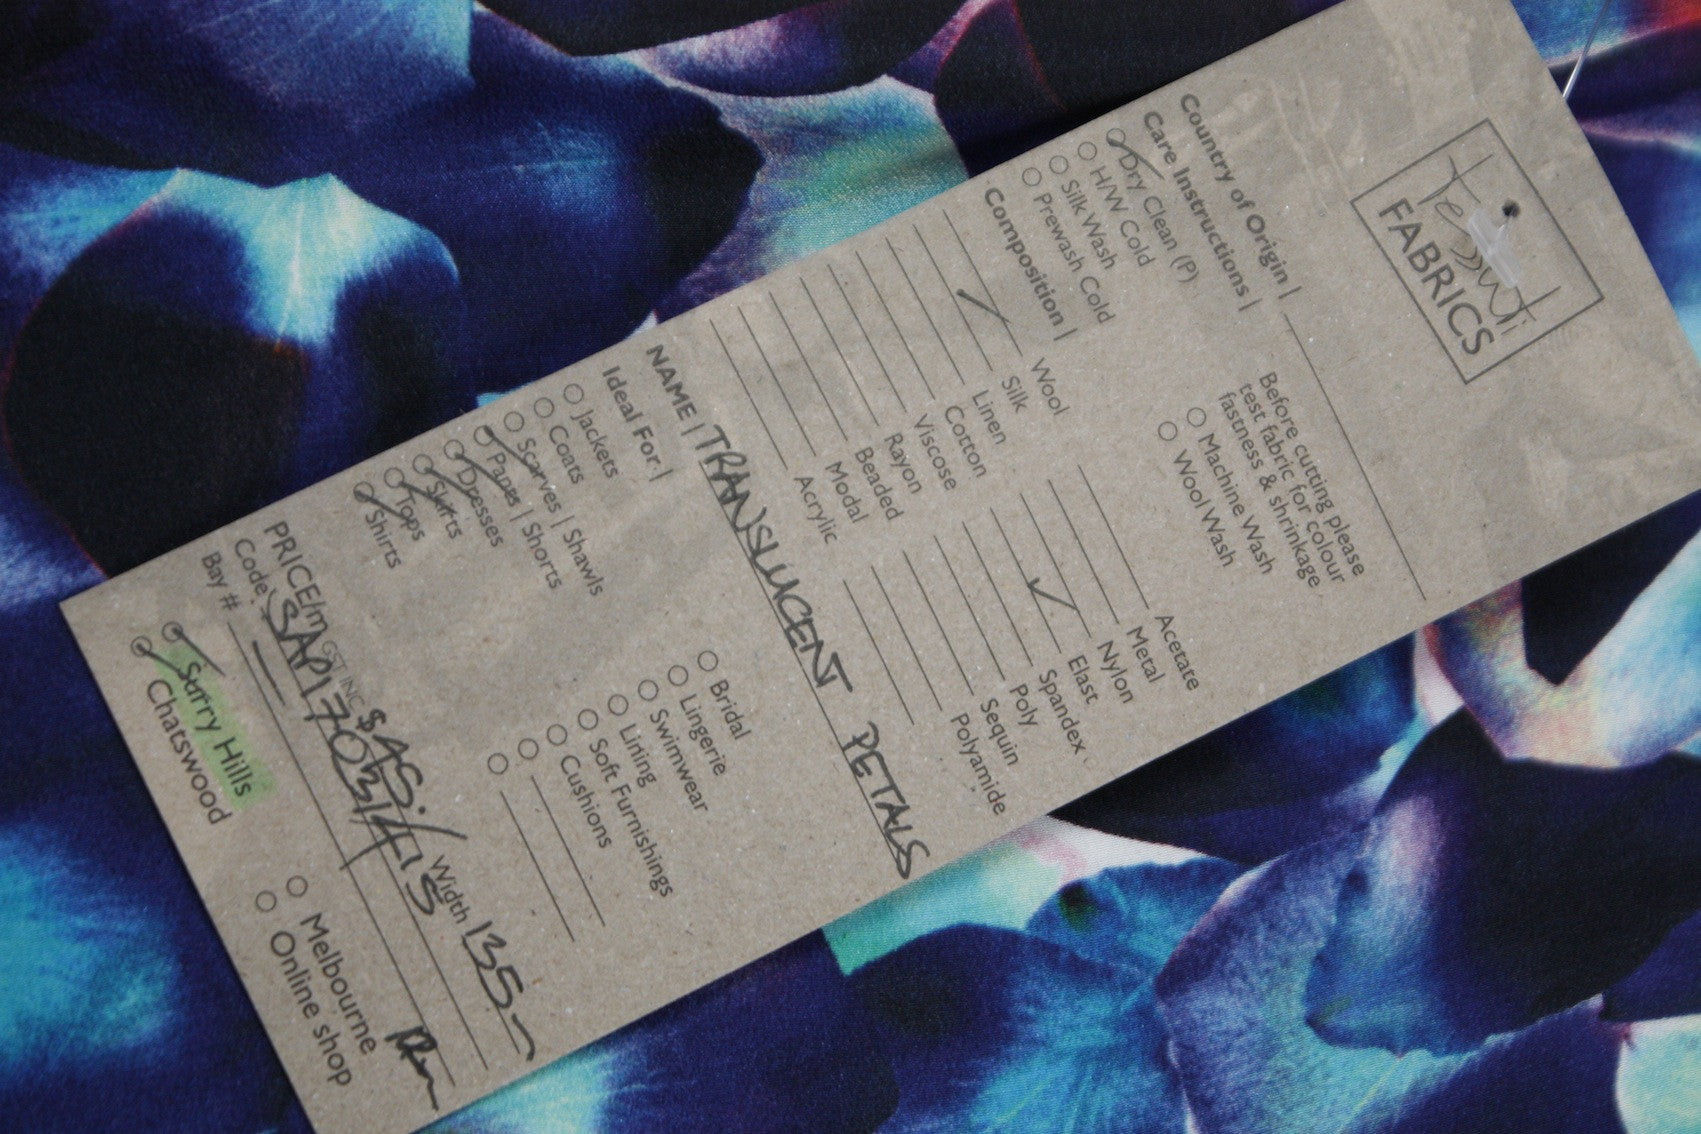 Tessuti
FABRICS
Country of Origin |
Care Instructions |
Dry Clean (P)
H/W Cold
Silk Wash
Prewash Cold
Before cutting please
test fabric for colour
fastness & shrinkage
Machine Wash
Wool Wash
Composition |
Wool
Silk
Linen
Cotton
Viscose
Rayon
Beaded
Modal
Acrylic
Acetate
Metal
Nylon
Elast
Spandex
Poly
Sequin
Polyamide
NAME | TRANSLUCENT PETALS
Ideal For |
Jackets
Coats
Scarves | Shawls
Pants | Shorts
Dresses
Skirts
Tops
Shirts
Bridal
Lingerie
Swimwear
Lining
Soft Furnishings
Cushions
PRICE/m GST INC $45. Width 135
Code
Bay #
Surry Hills
Chatswood
Melbourne
Online shop